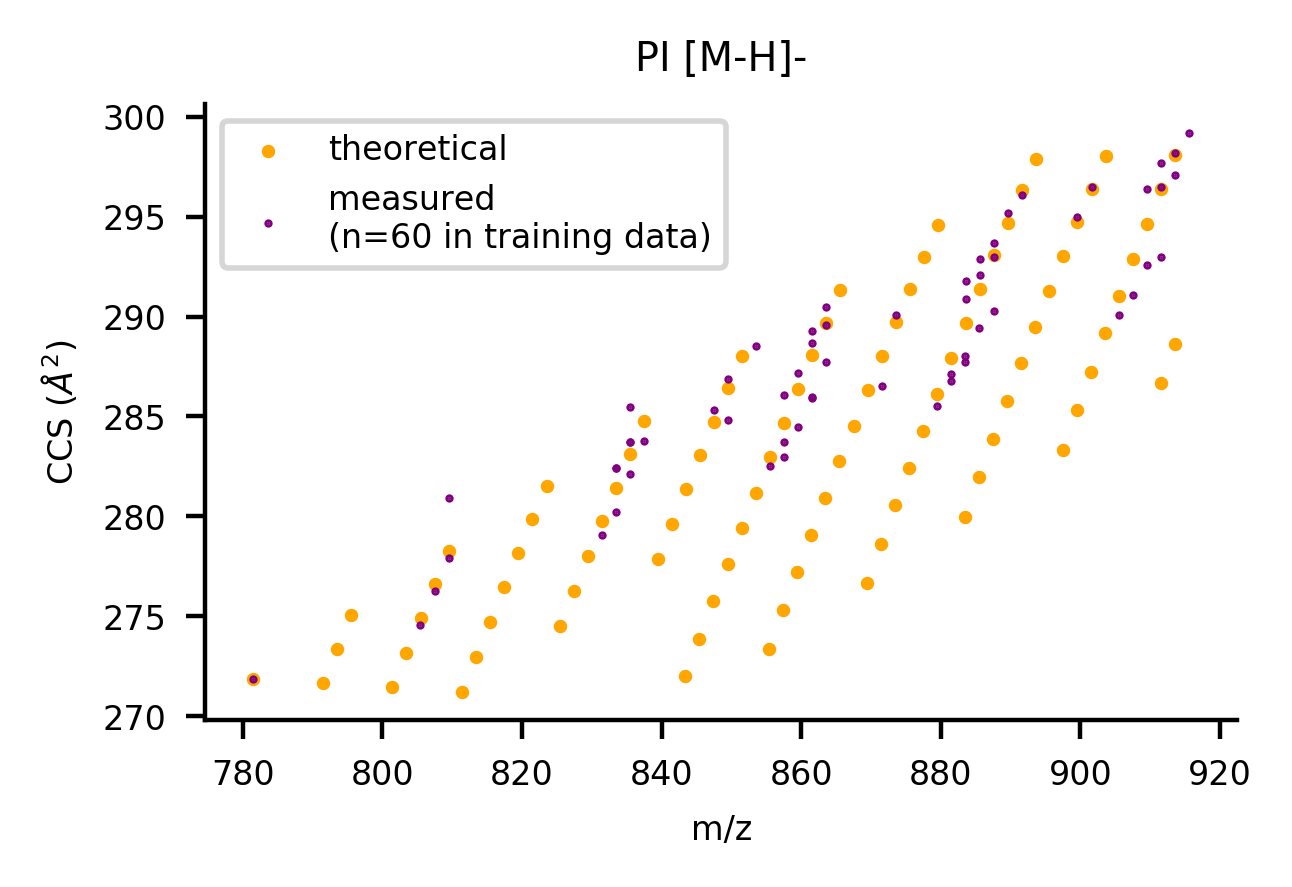 PI [M-H]-
theoretical
measured
(n=60 in training data)
CCS (Å²)
300
295
290
285
280
275
270
780 800 820 840 860 880 900 920
m/z